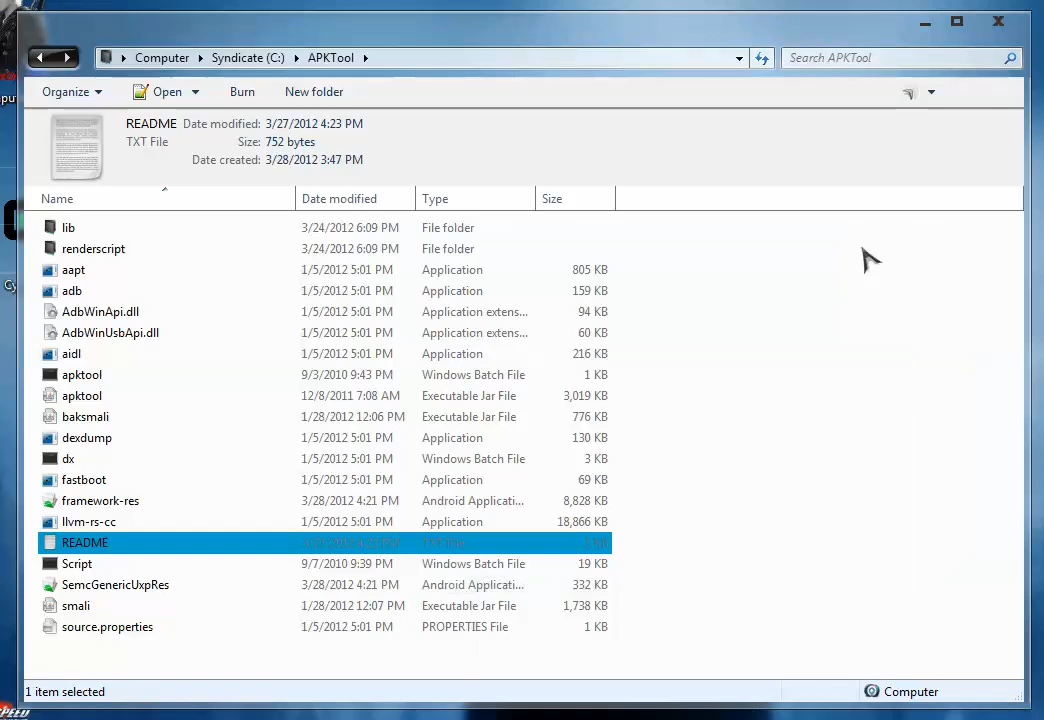 Computer Syndicate (C:) APKTool Search APKTool
Organize Open Burn New folder
README Date modified: 3/27/2012 4:23 PM
TXT File Size: 752 bytes
Date created: 3/28/2012 3:47 PM
Name Date modified Type Size
lib 3/24/2012 6:09 PM File folder
renderscript 3/24/2012 6:09 PM File folder
aapt 1/5/2012 5:01 PM Application 805 KB
adb 1/5/2012 5:01 PM Application 159 KB
AdbWinApi.dll 1/5/2012 5:01 PM Application extens... 94 KB
AdbWinUsbApi.dll 1/5/2012 5:01 PM Application extens... 60 KB
aidl 1/5/2012 5:01 PM Application 216 KB
apktool 9/3/2010 9:43 PM Windows Batch File 1 KB
apktool 12/8/2011 7:08 AM Executable Jar File 3,019 KB
baksmali 1/28/2012 12:06 PM Executable Jar File 776 KB
dexdump 1/5/2012 5:01 PM Application 130 KB
dx 1/5/2012 5:01 PM Windows Batch File 3 KB
fastboot 1/5/2012 5:01 PM Application 69 KB
framework-res 3/28/2012 4:21 PM Android Applicati... 8,828 KB
llvm-rs-cc 1/5/2012 5:01 PM Application 18,866 KB
README
Script 9/7/2010 9:39 PM Windows Batch File 19 KB
SemcGenericUxpRes 3/28/2012 4:21 PM Android Applicati... 332 KB
smali 1/28/2012 12:07 PM Executable Jar File 1,738 KB
source.properties 1/5/2012 5:01 PM PROPERTIES File 1 KB
1 item selected Computer